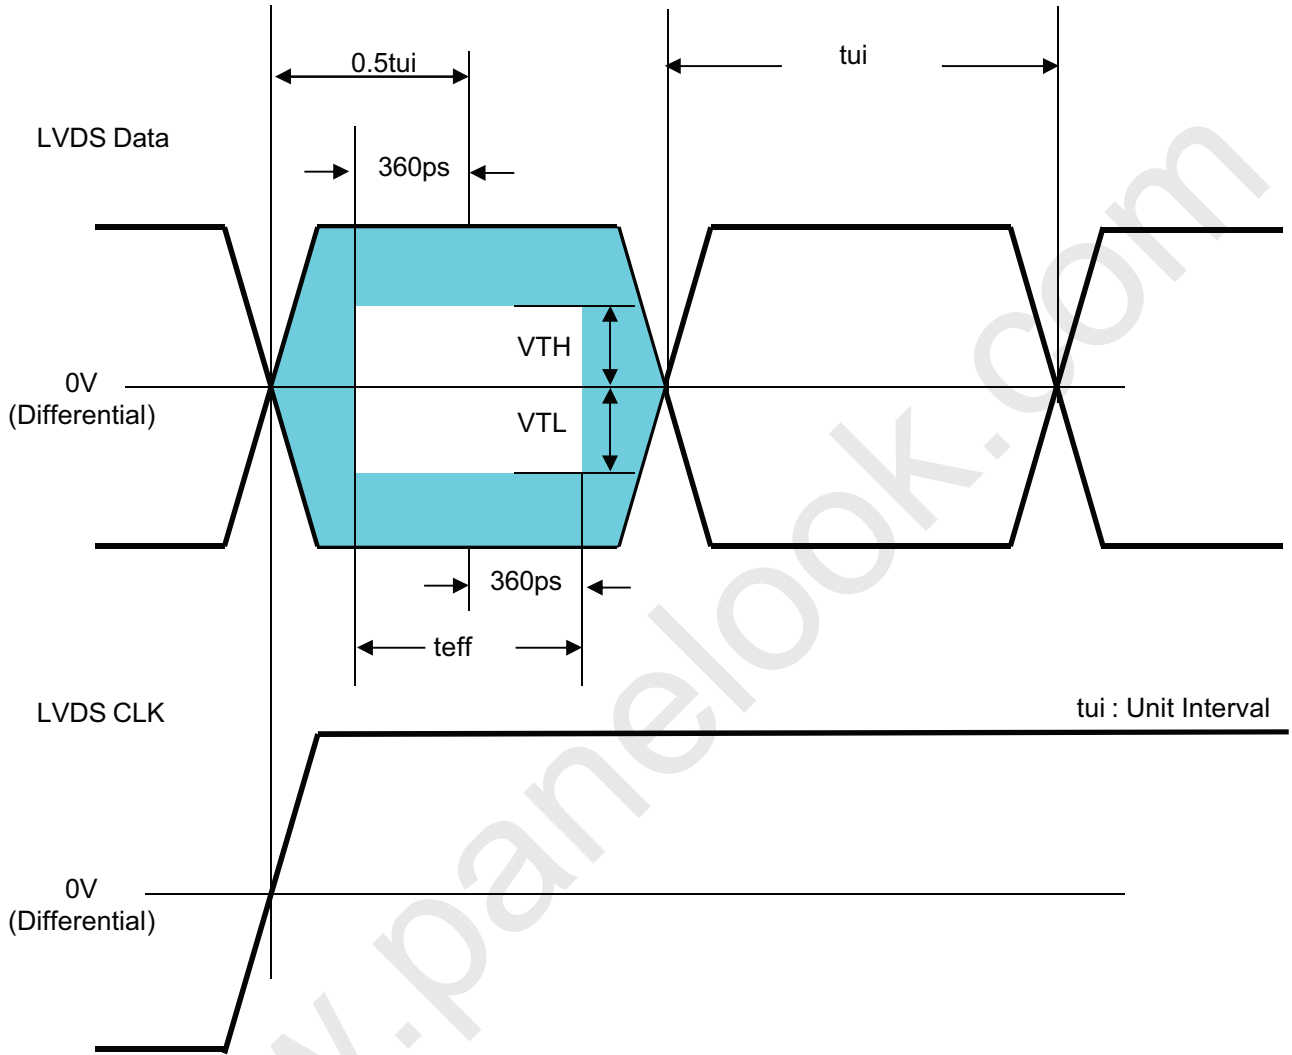 0.5tui
tui
LVDS Data
360ps
VTH
0V
(Differential)
VTL
360ps
teff
LVDS CLK
tui : Unit Interval
0V
(Differential)
w.panelook.com